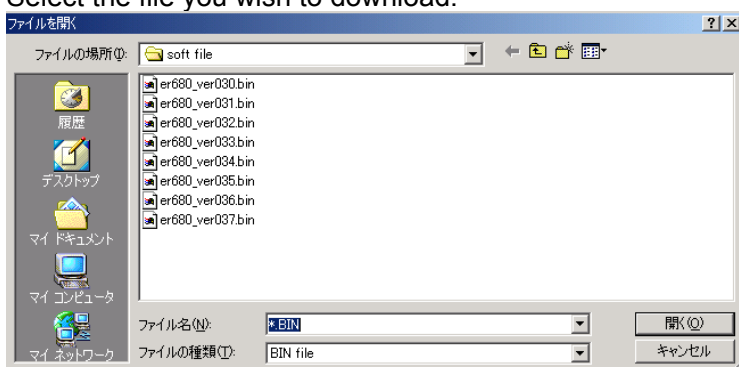 Select the file you wish to download.
ファイルを開く
ファイルの場所(I):
soft file
履歴
デスクトップ
マイ ドキュメント
マイ コンピュータ
マイ ネットワーク
er680_ver030.bin
er680_ver031.bin
er680_ver032.bin
er680_ver033.bin
er680_ver034.bin
er680_ver035.bin
er680_ver036.bin
er680_ver037.bin
ファイル名(N):
*.BIN
開く(O)
ファイルの種類(T):
BIN file
キャンセル